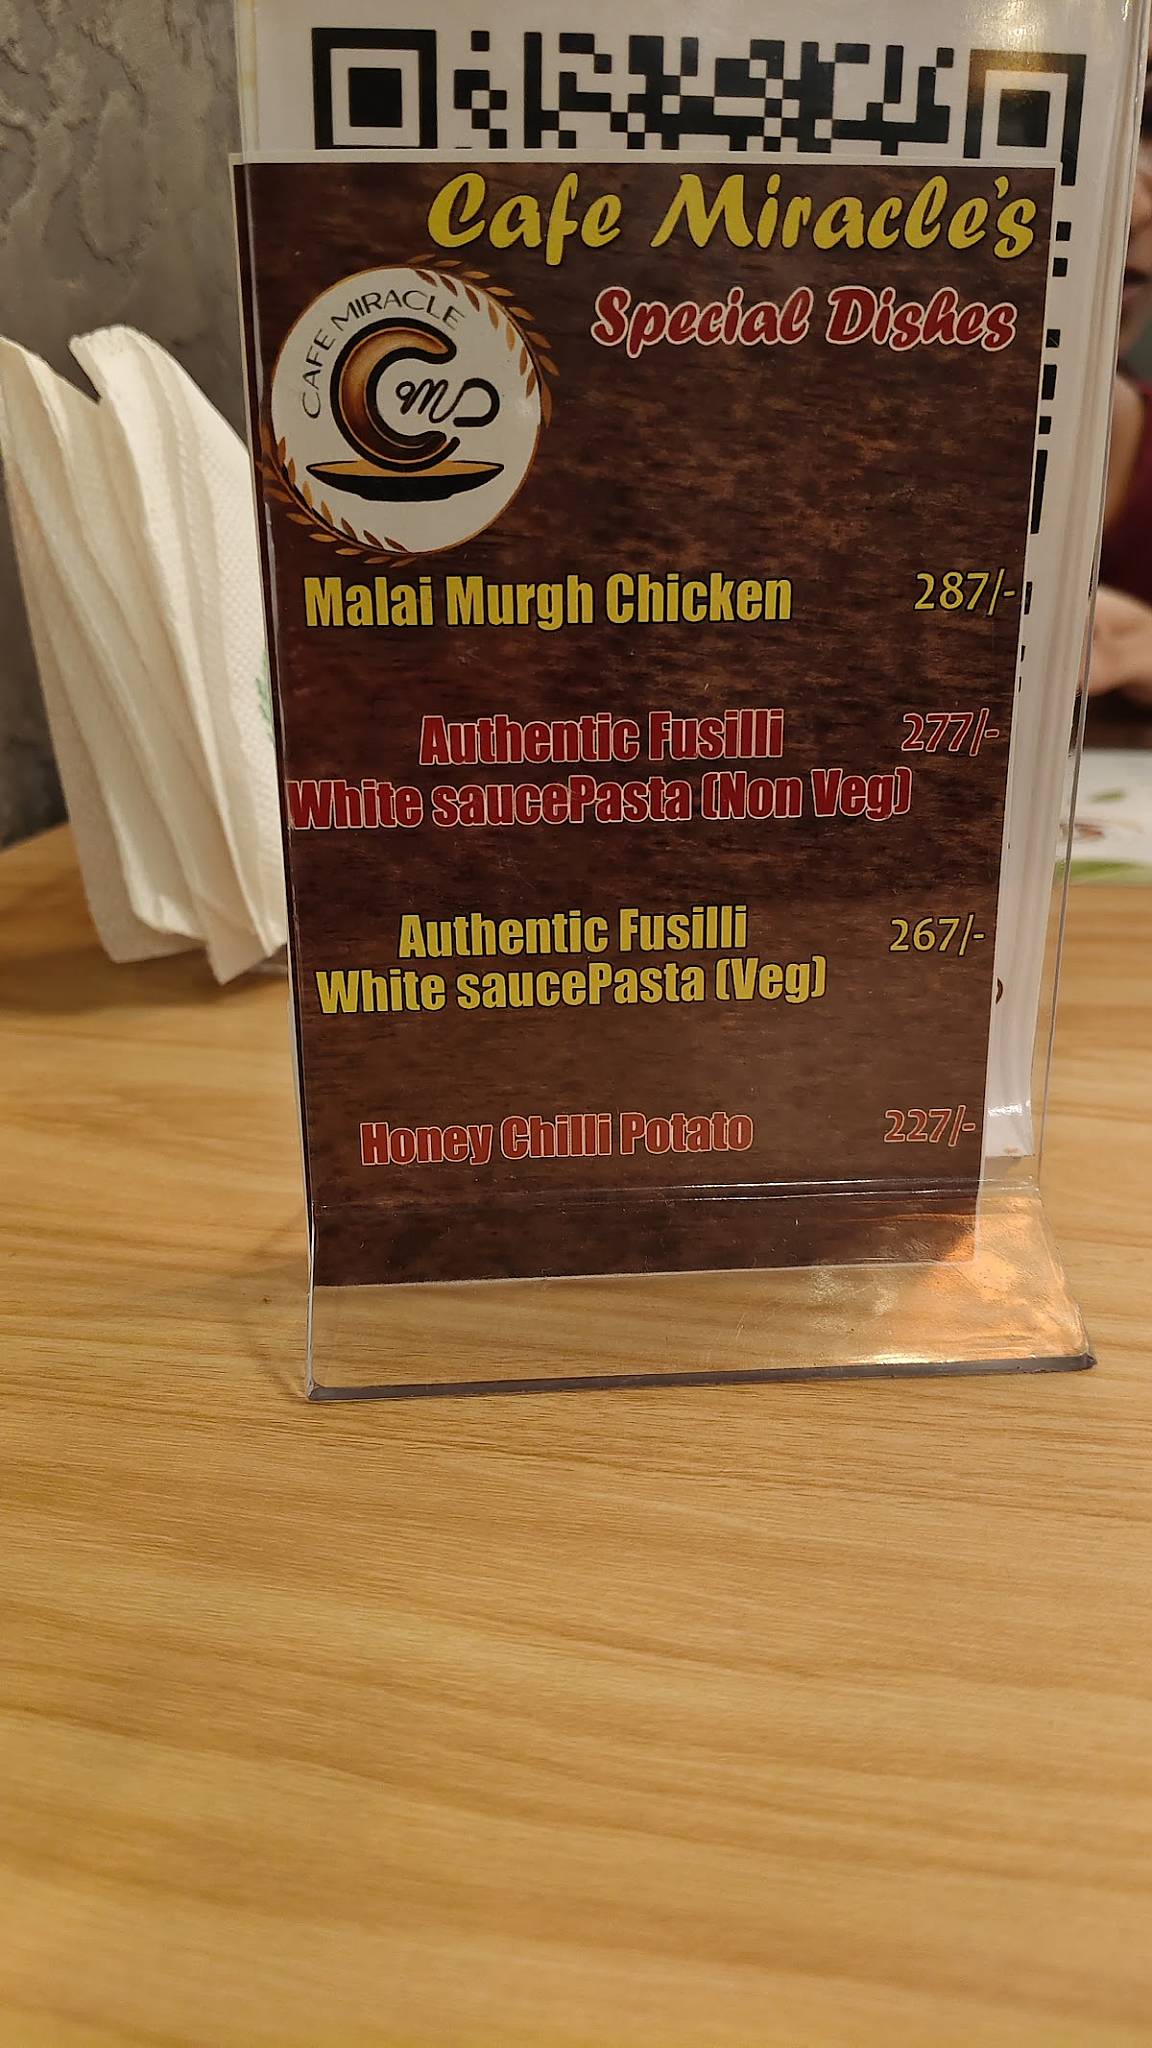 Cafe Miracle's
Special Dishes
CAFE MIRACLE
Malai Murgh Chicken 287/-
Authentic Fusilli 277/-
White saucePasta (Non Veg)
Authentic Fusilli 267/-
White saucePasta (Veg)
Honey Chilli Potato 227/-